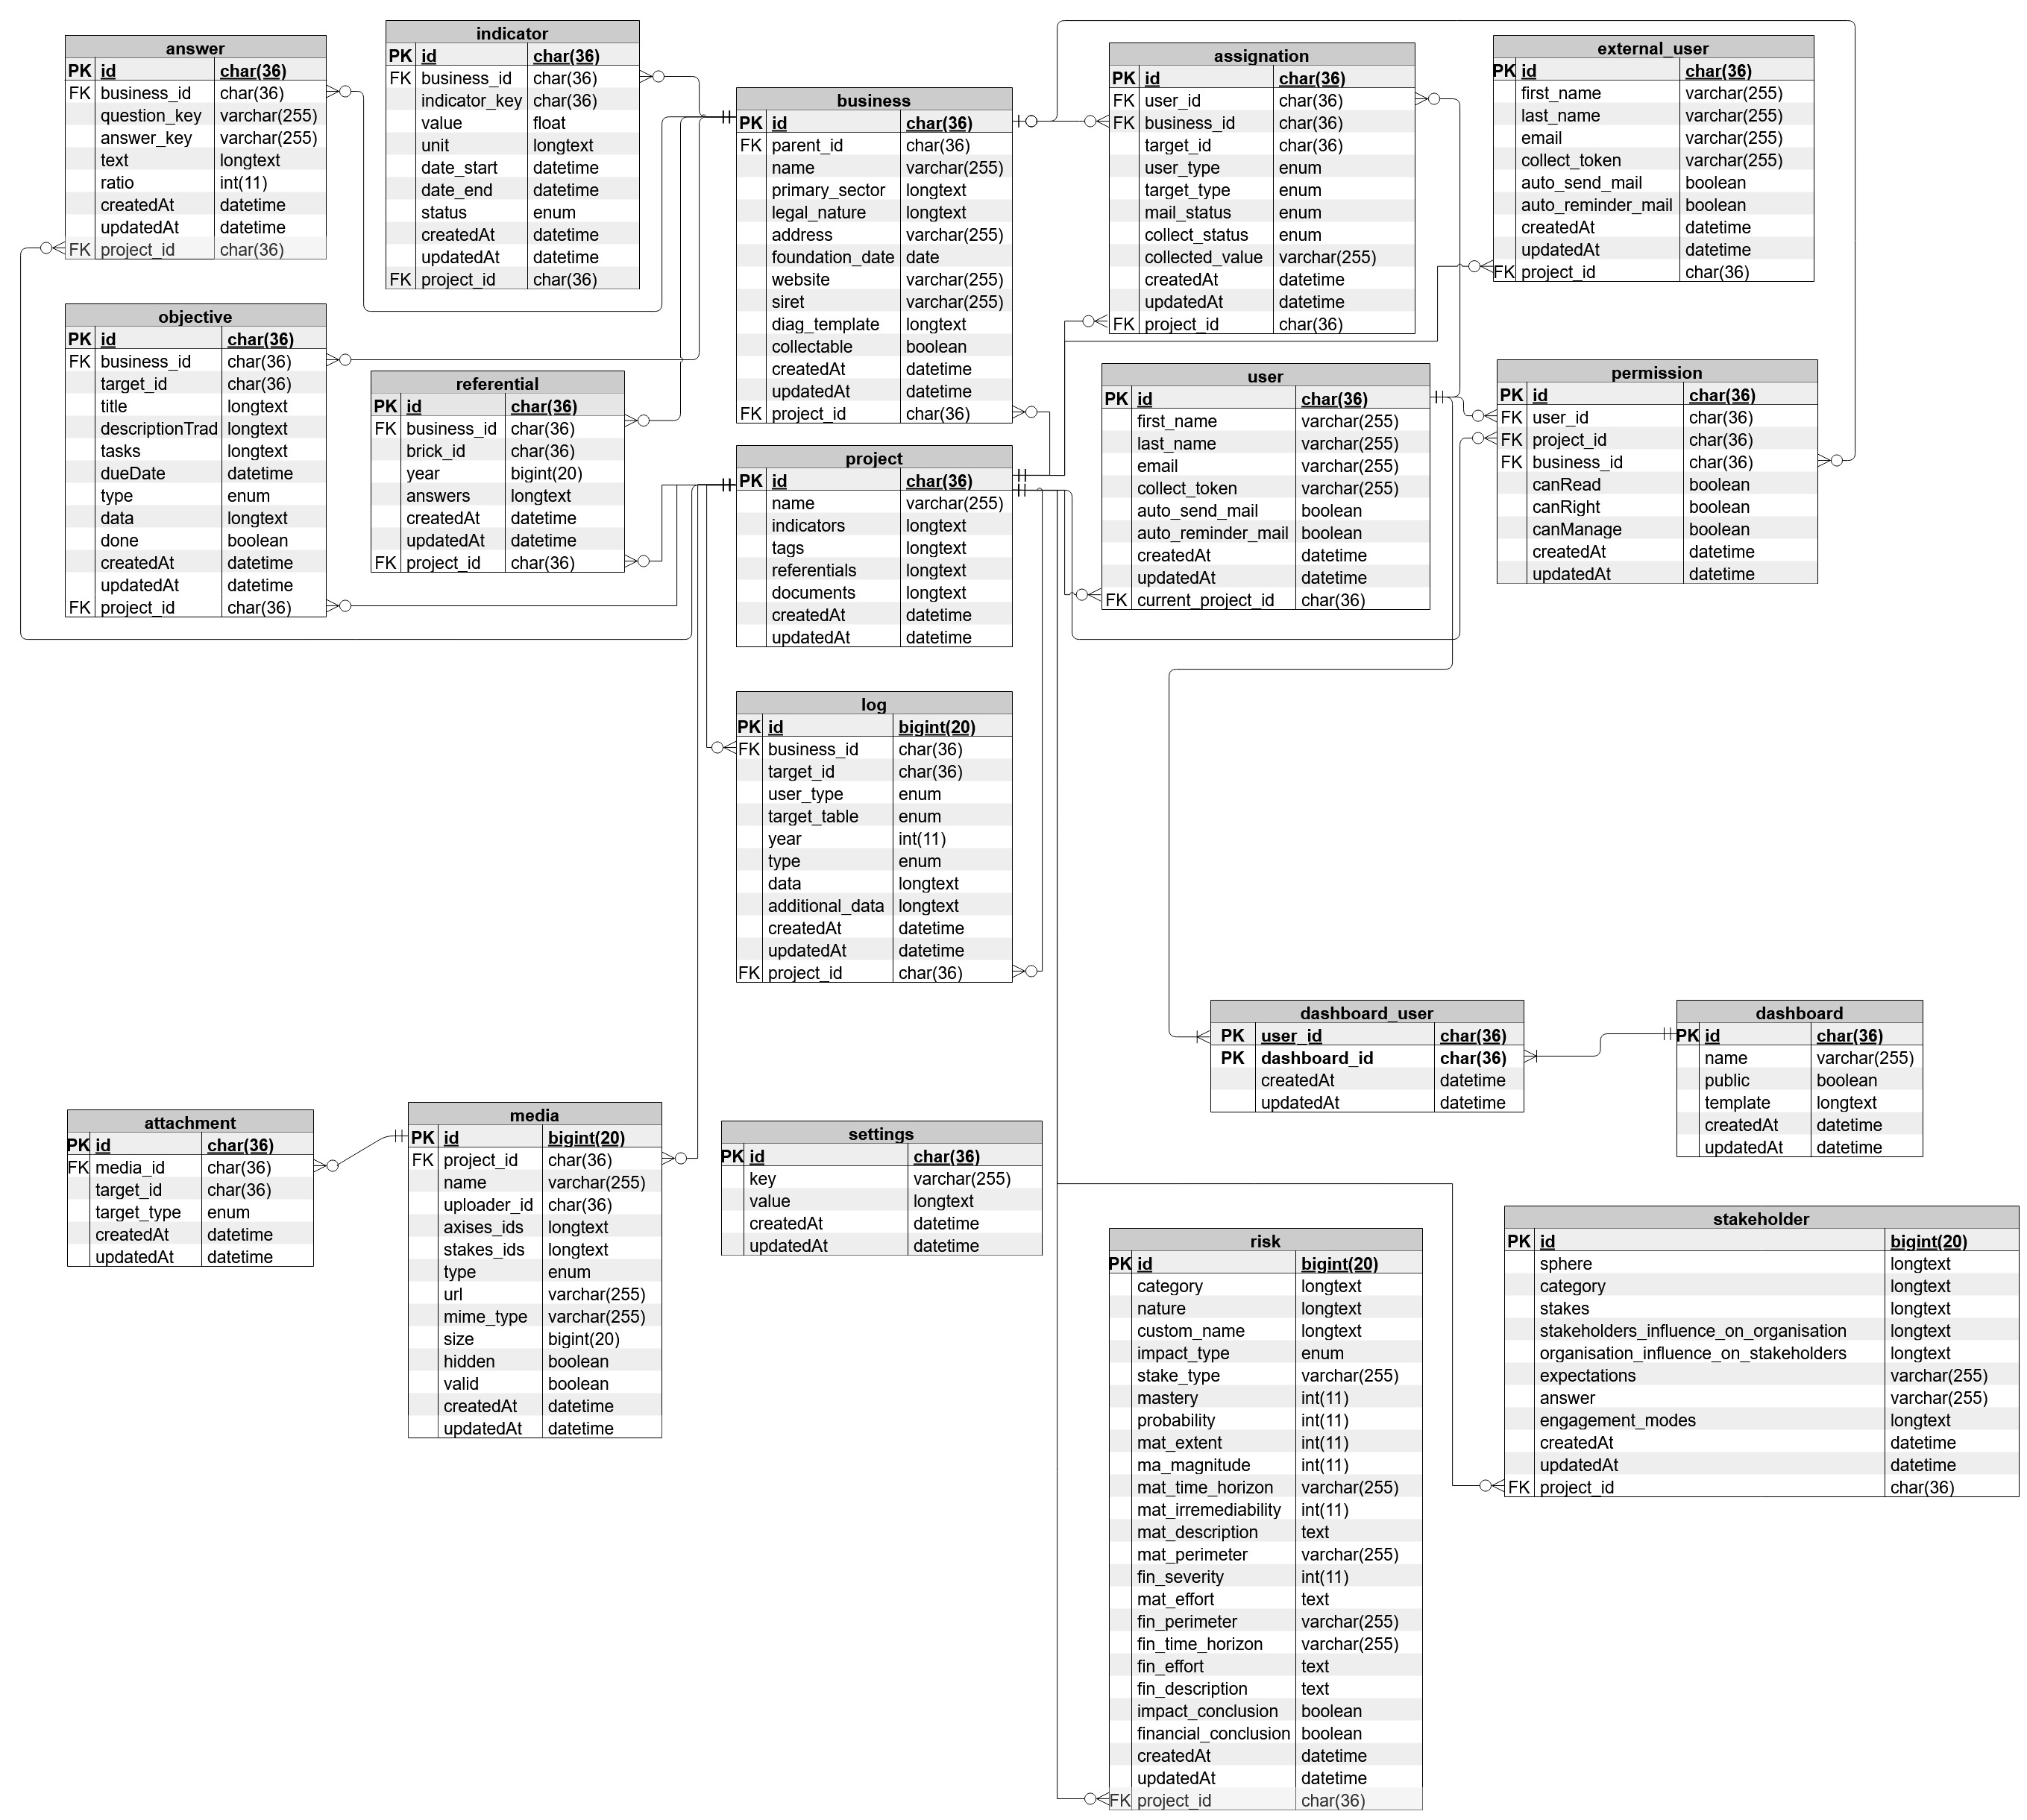 answer
PK id char(36)
FK business_id char(36)
question_key varchar(255)
answer_key varchar(255)
text longtext
ratio int(11)
createdAt datetime
updatedAt datetime
FK project_id char(36)
indicator
PK id char(36)
FK business_id char(36)
indicator_key char(36)
value float
unit longtext
date_start datetime
date_end datetime
status enum
createdAt datetime
updatedAt datetime
FK project_id char(36)
business
PK id char(36)
FK parent_id char(36)
name varchar(255)
primary_sector longtext
legal_nature longtext
address varchar(255)
foundation_date date
website varchar(255)
siret varchar(255)
diag_template longtext
collectable boolean
createdAt datetime
updatedAt datetime
FK project_id char(36)
assignation
PK id char(36)
FK user_id char(36)
FK business_id char(36)
target_id char(36)
user_type enum
target_type enum
mail_status enum
collect_status enum
collected_value varchar(255)
createdAt datetime
updatedAt datetime
FK project_id char(36)
external_user
PK id char(36)
first_name varchar(255)
last_name varchar(255)
email varchar(255)
collect_token varchar(255)
auto_send_mail boolean
auto_reminder_mail boolean
createdAt datetime
updatedAt datetime
FK project_id char(36)
objective
PK id char(36)
FK business_id char(36)
target_id char(36)
title longtext
descriptionTrad longtext
tasks longtext
dueDate datetime
type enum
data longtext
done boolean
createdAt datetime
updatedAt datetime
FK project_id char(36)
referential
PK id char(36)
FK business_id char(36)
brick_id char(36)
year bigint(20)
answers longtext
createdAt datetime
updatedAt datetime
FK project_id char(36)
project
PK id char(36)
name varchar(255)
indicators longtext
tags longtext
referentials longtext
documents longtext
createdAt datetime
updatedAt datetime
user
PK id char(36)
first_name varchar(255)
last_name varchar(255)
email varchar(255)
collect_token varchar(255)
auto_send_mail boolean
auto_reminder_mail boolean
createdAt datetime
updatedAt datetime
FK current_project_id char(36)
permission
PK id char(36)
FK user_id char(36)
FK project_id char(36)
FK business_id char(36)
canRead boolean
canRight boolean
canManage boolean
createdAt datetime
updatedAt datetime
log
PK id bigint(20)
FK business_id char(36)
target_id char(36)
user_type enum
target_table enum
year int(11)
type enum
data longtext
additional_data longtext
createdAt datetime
updatedAt datetime
FK project_id char(36)
dashboard_user
PK user_id char(36)
PK dashboard_id char(36)
createdAt datetime
updatedAt datetime
dashboard
PK id char(36)
name varchar(255)
public boolean
template longtext
createdAt datetime
updatedAt datetime
attachment
PK id char(36)
FK media_id char(36)
target_id char(36)
target_type enum
createdAt datetime
updatedAt datetime
media
PK id bigint(20)
FK project_id char(36)
name varchar(255)
uploader_id char(36)
axises_ids longtext
stakes_ids longtext
type enum
url varchar(255)
mime_type varchar(255)
size bigint(20)
hidden boolean
valid boolean
createdAt datetime
updatedAt datetime
settings
PK id char(36)
key varchar(255)
value longtext
createdAt datetime
updatedAt datetime
risk
PK id bigint(20)
category longtext
nature longtext
custom_name longtext
impact_type enum
stake_type varchar(255)
mastery int(11)
probability int(11)
mat_extent int(11)
ma_magnitude int(11)
mat_time_horizon varchar(255)
mat_irremediability int(11)
mat_description text
mat_perimeter varchar(255)
fin_severity int(11)
mat_effort text
fin_perimeter varchar(255)
fin_time_horizon varchar(255)
fin_effort text
fin_description text
impact_conclusion boolean
financial_conclusion boolean
createdAt datetime
updatedAt datetime
FK project_id char(36)
stakeholder
PK id bigint(20)
sphere longtext
category longtext
stakes longtext
stakeholders_influence_on_organisation longtext
organisation_influence_on_stakeholders longtext
expectations varchar(255)
answer varchar(255)
engagement_modes longtext
createdAt datetime
updatedAt datetime
FK project_id char(36)